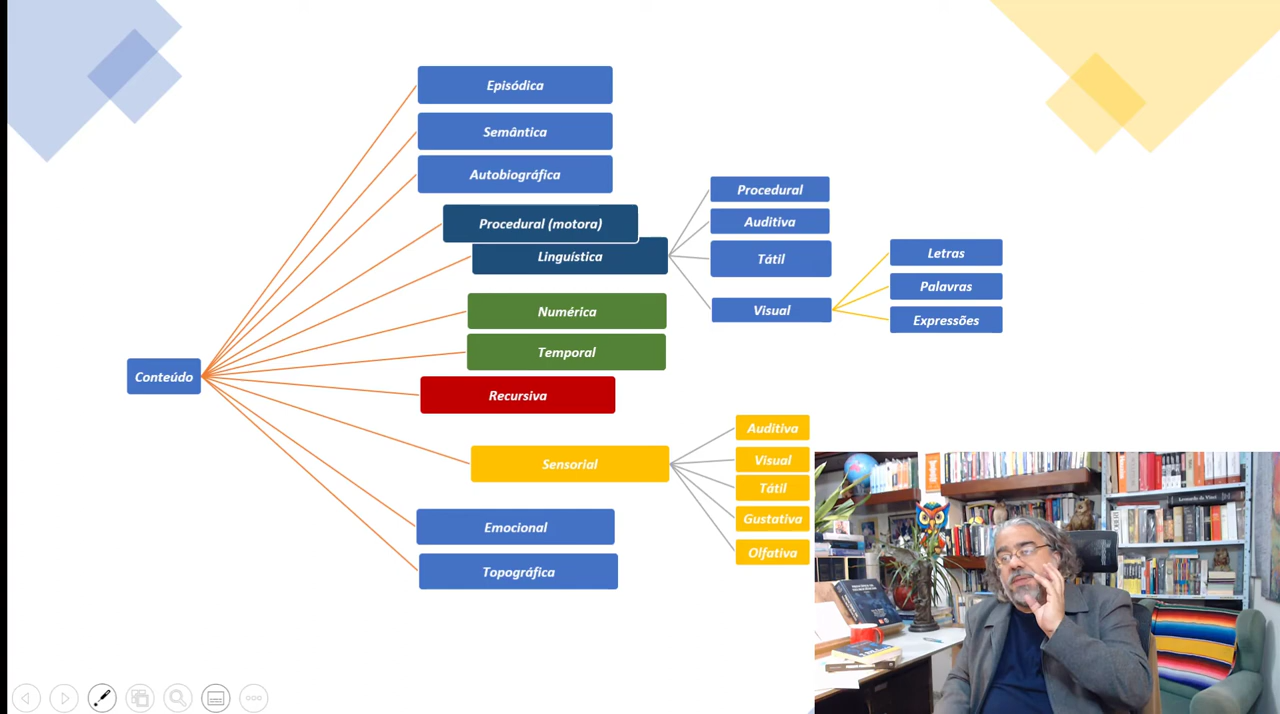 Episódica
Semântica
Autobiográfica
Procedural (motora)
Linguística
Numérica
Temporal
Conteúdo
Recursiva
Sensorial
Emocional
Topográfica
Procedural
Auditiva
Tátil
Visual
Letras
Palavras
Expressões
Auditiva
Visual
Tátil
Gustativa
Olfativa